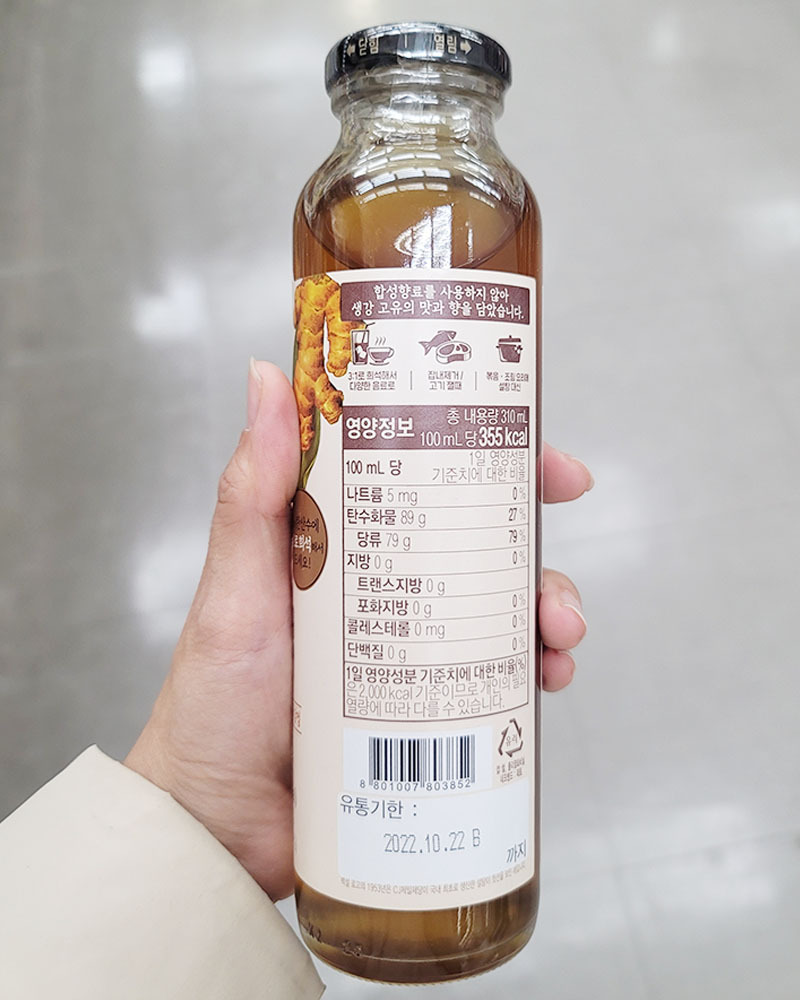 닫힘
열림
합성향료를 사용하지 않아
생강 고유의 맛과 향을 담았습니다.
3:1로 희석해서
다양한 음료로
잡내제거/
고기 잴때
볶음·조림 요리에
설탕 대신
영양정보
총 내용량 310 mL
100 mL 당 355 kcal
100 mL 당
1일 영양성분
기준치에 대한 비율
나트륨 5 mg 0 %
탄수화물 89 g 27 %
당류 79 g 79 %
지방 0 g 0 %
트랜스지방 0 g
포화지방 0 g 0 %
콜레스테롤 0 mg 0 %
단백질 0 g 0 %
1일 영양성분 기준치에 대한 비율(%)
은 2,000 kcal 기준이므로 개인의 필요
열량에 따라 다를 수 있습니다.
유리
8 801007 803852
유통기한 :
2022.10.22 B
까지